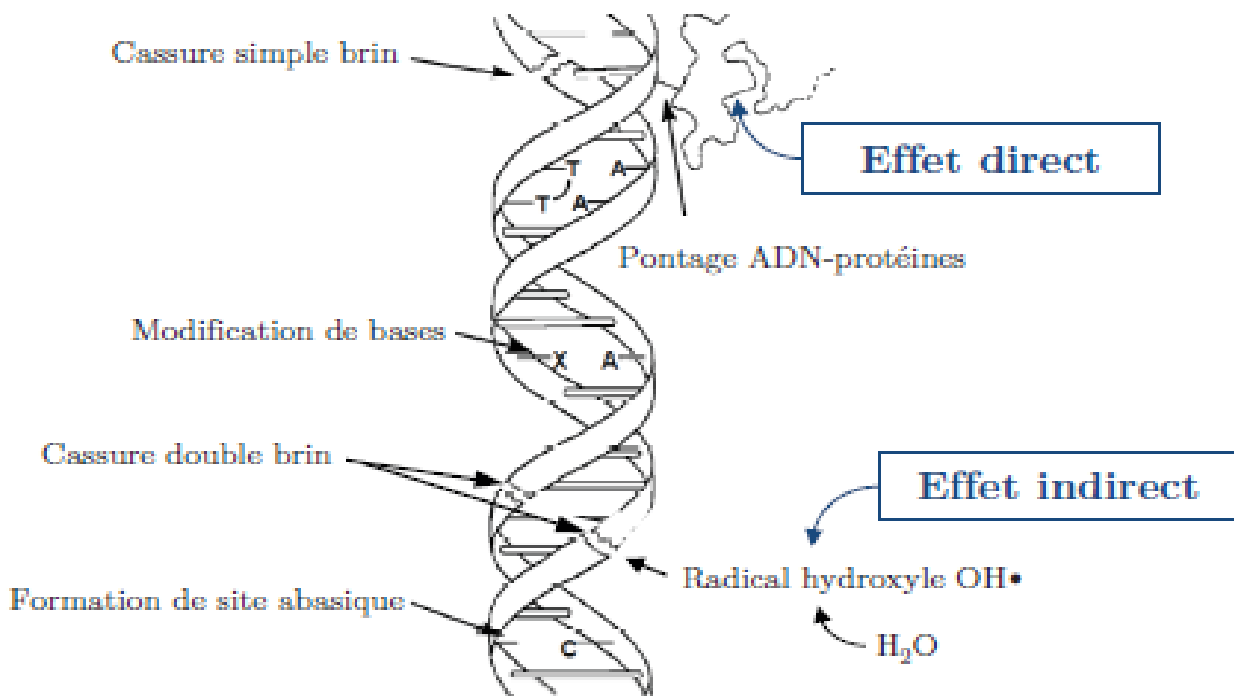 Cassure simple brin
Effet direct
T A
T A
Pontage ADN-protéines
Modification de bases
X A
Cassure double brin
Effet indirect
Radical hydroxyle OH•
Formation de site abasique
C
H₂O